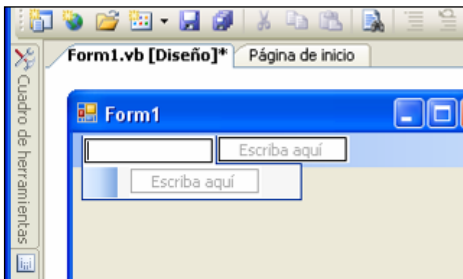 Form1.vb [Diseño]* Página de inicio
Cuadro de herramientas
Form1
Escriba aquí
Escriba aquí